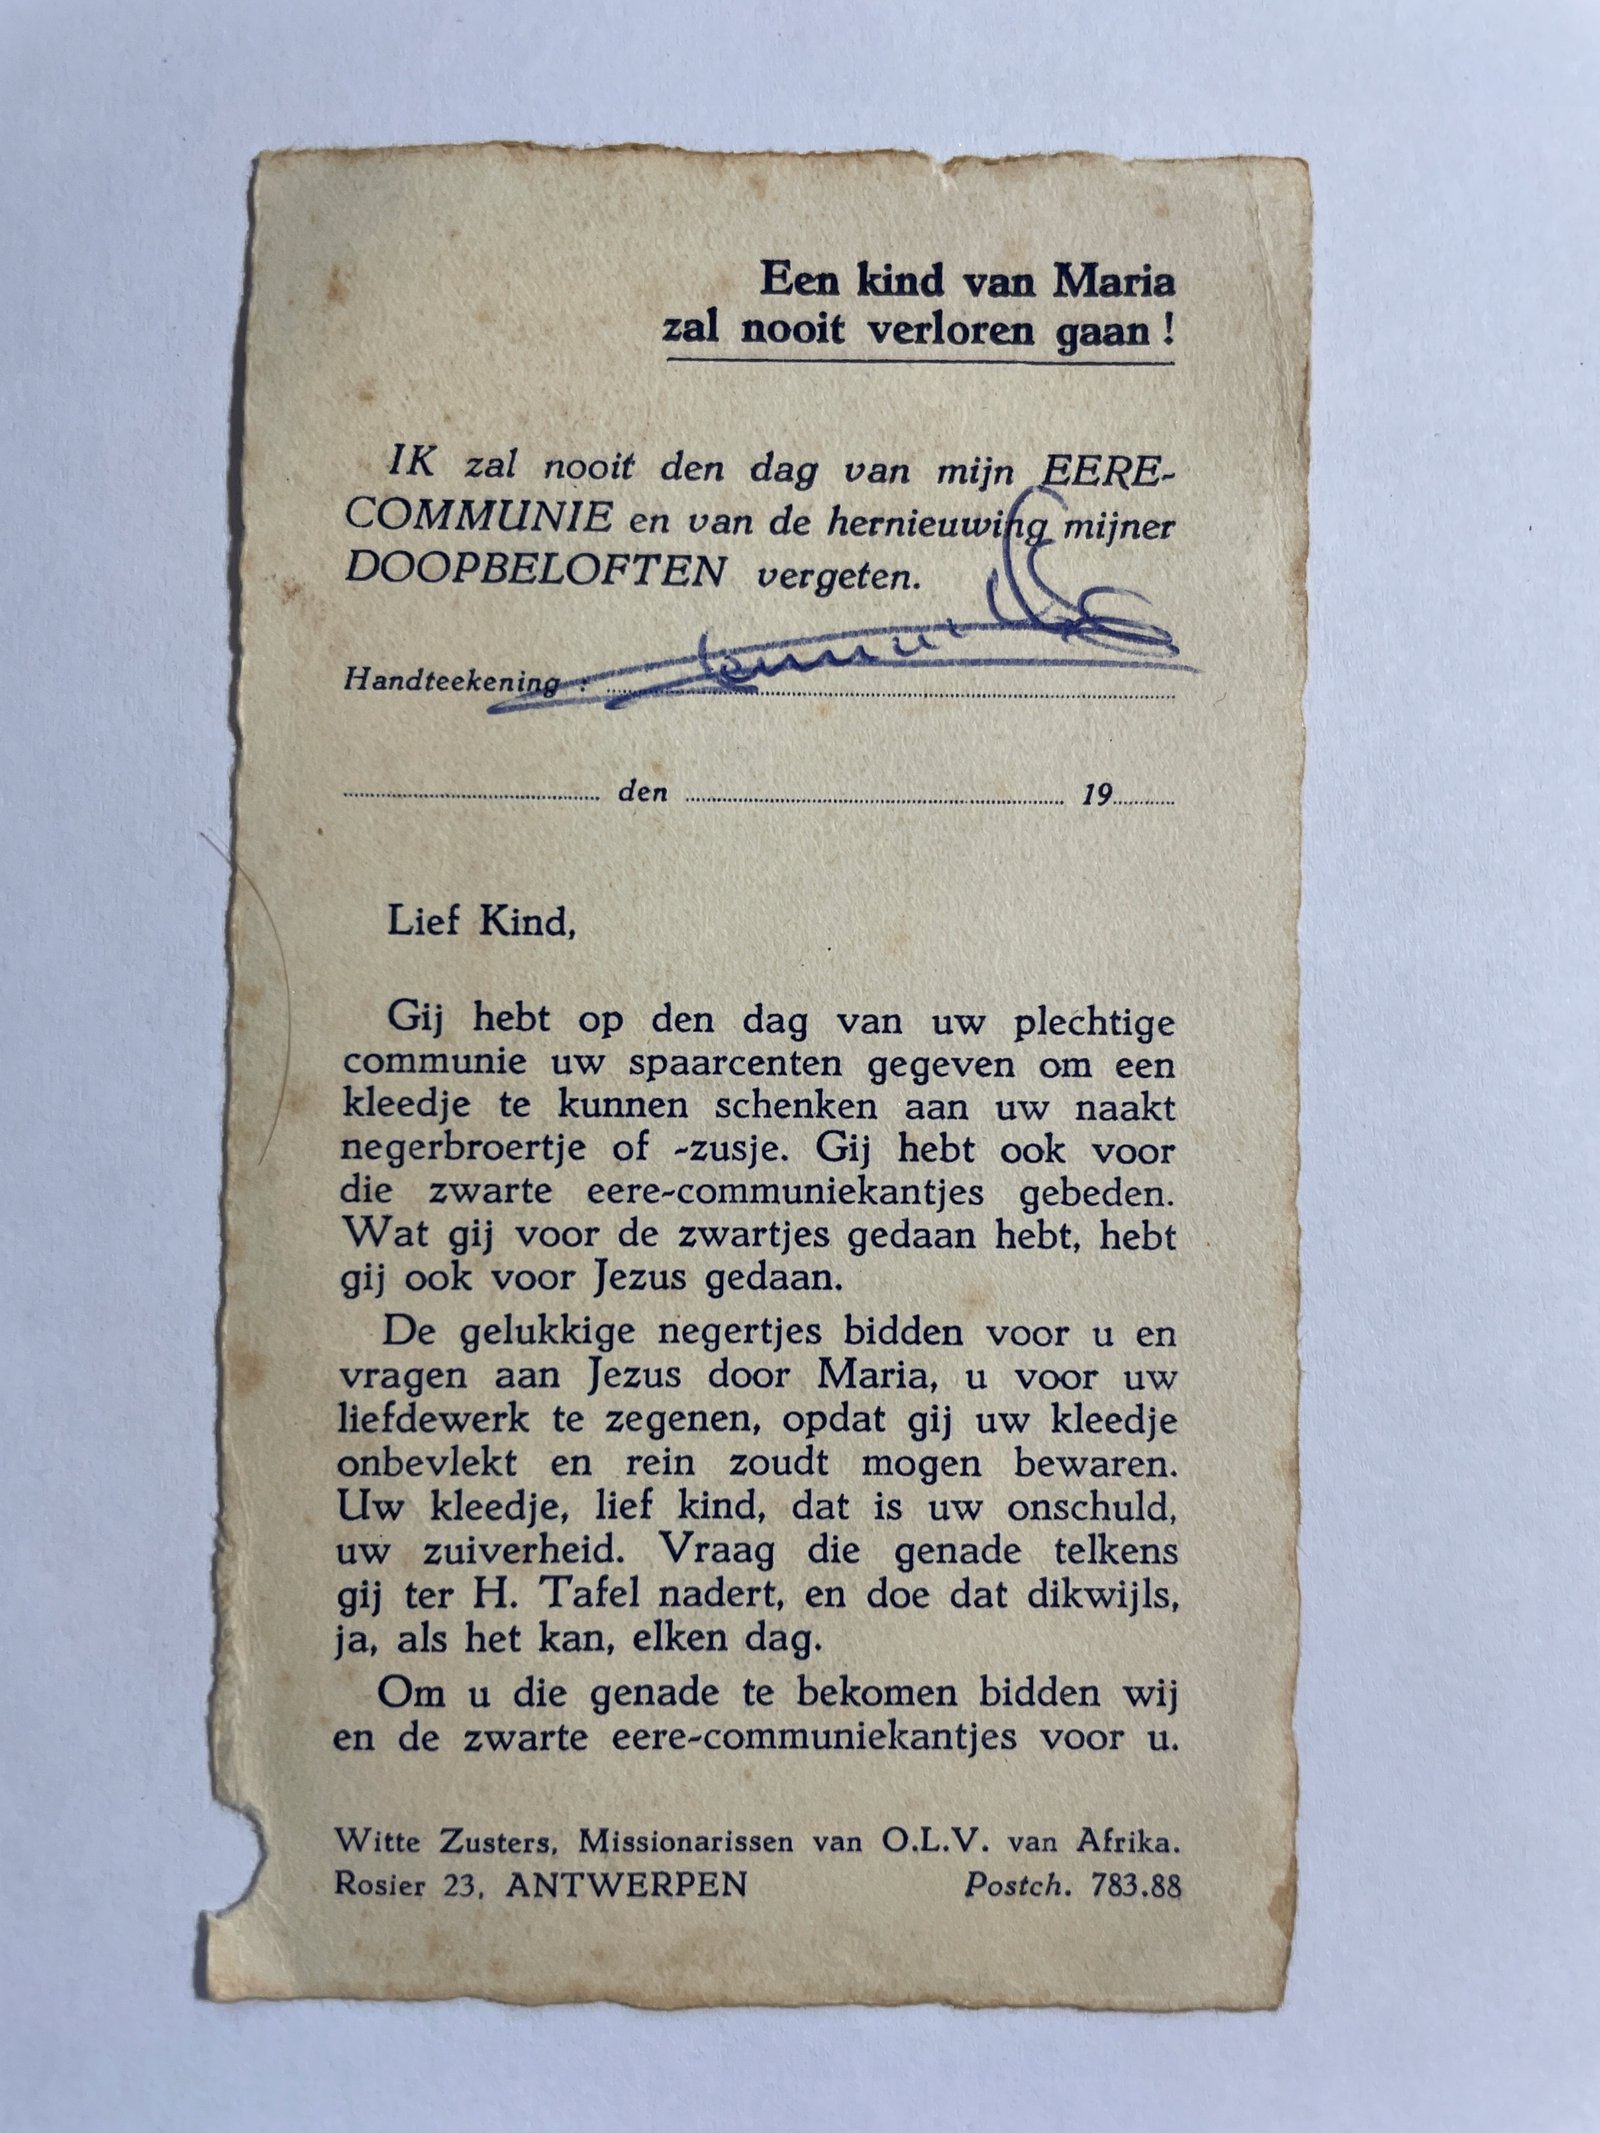 Een kind van Maria
zal nooit verloren gaan !
IK zal nooit den dag van mijn EERE-
COMMUNIE en van de hernieuwing mijner
DOOPBELOFTEN vergeten.
Handteekening :
den 19
Lief Kind,
Gij hebt op den dag van uw plechtige
communie uw spaarcenten gegeven om een
kleedje te kunnen schenken aan uw naakt
negerbroertje of -zusje. Gij hebt ook voor
die zwarte eere-communiekantjes gebeden.
Wat gij voor de zwartjes gedaan hebt, hebt
gij ook voor Jezus gedaan.
De gelukkige negertjes bidden voor u en
vragen aan Jezus door Maria, u voor uw
liefdewerk te zegenen, opdat gij uw kleedje
onbevlekt en rein zoudt mogen bewaren.
Uw kleedje, lief kind, dat is uw onschuld,
uw zuiverheid. Vraag die genade telkens
gij ter H. Tafel nadert, en doe dat dikwijls,
ja, als het kan, elken dag.
Om u die genade te bekomen bidden wij
en de zwarte eere-communiekantjes voor u.
Witte Zusters, Missionarissen van O.L.V. van Afrika.
Rosier 23, ANTWERPEN Postch. 783.88